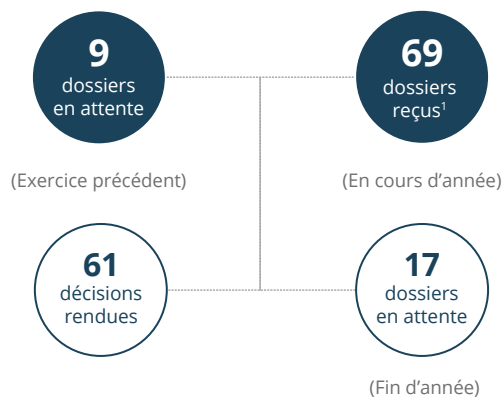 9
dossiers
en attente
69
dossiers
reçus¹
(Exercice précédent)
(En cours d’année)
61
décisions
rendues
17
dossiers
en attente
(Fin d’année)